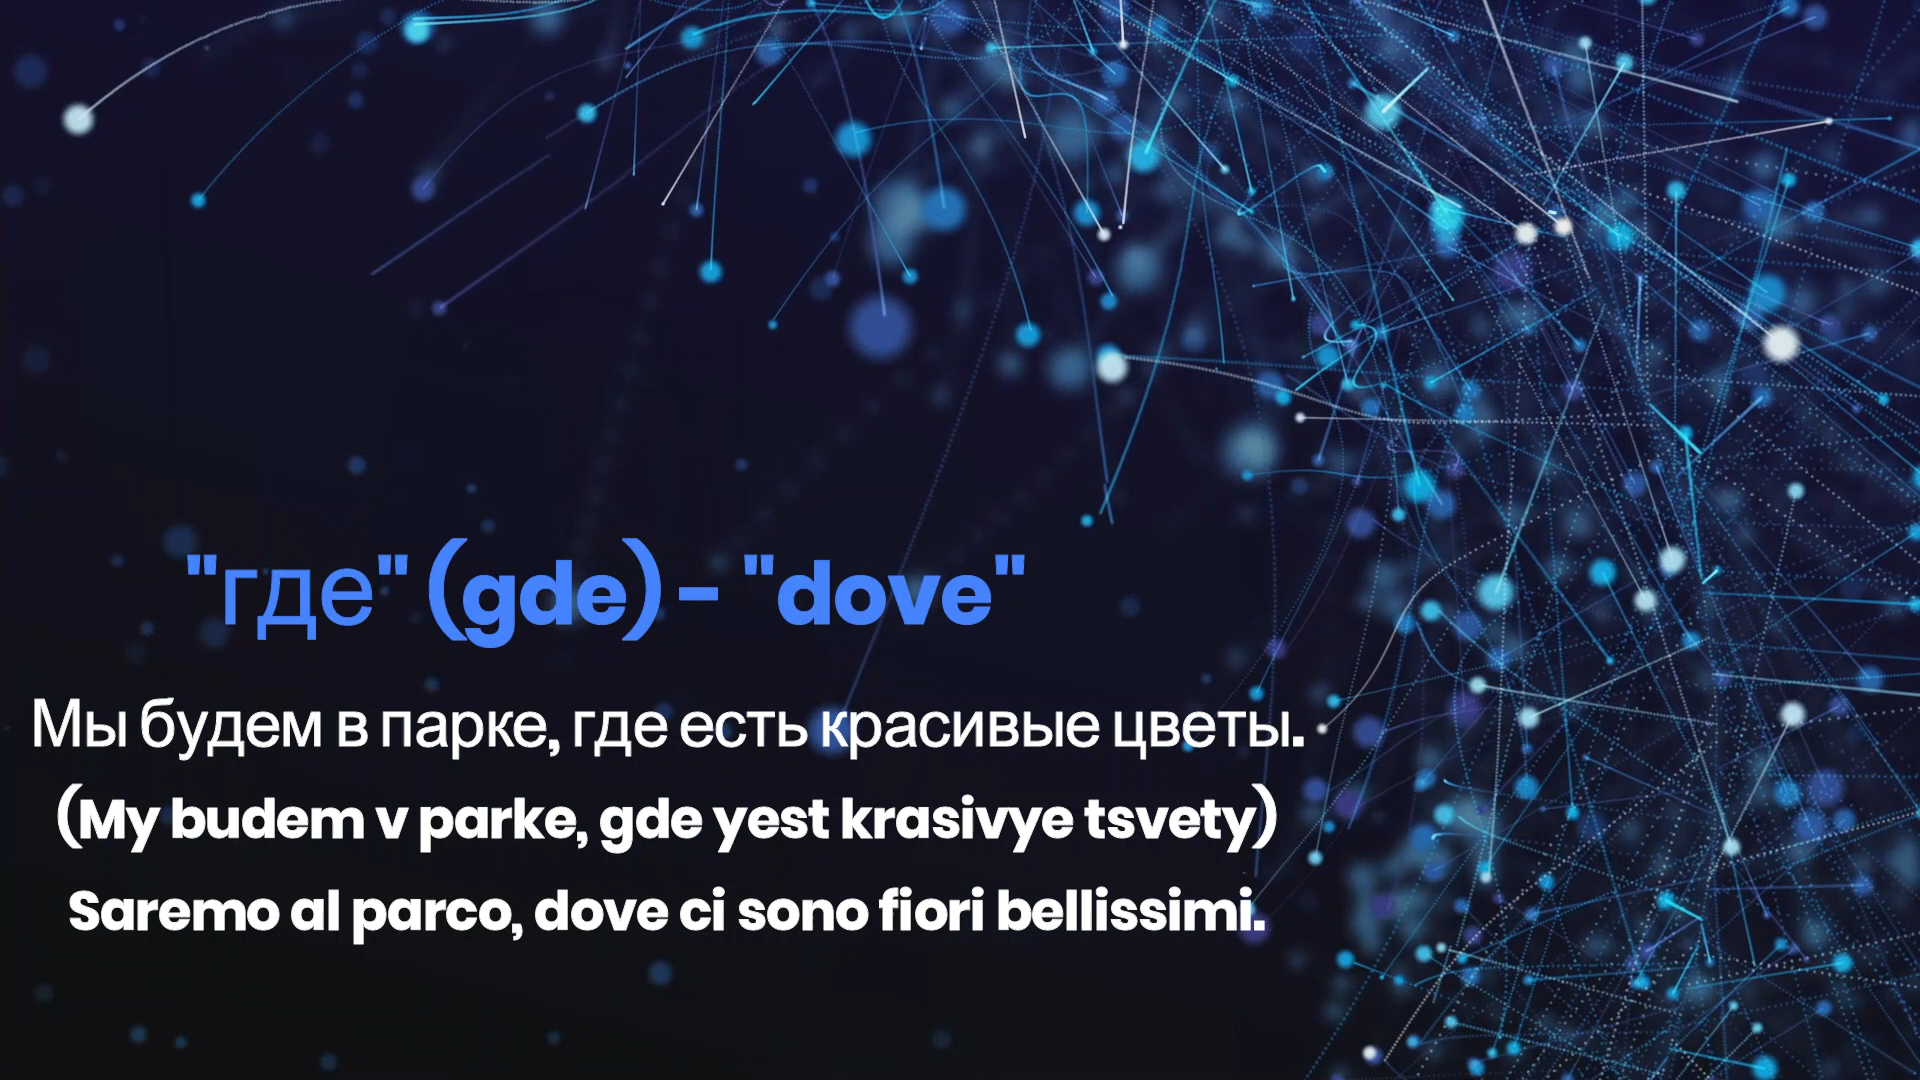 "где" (gde) - "dove"
Мы будем в парке, где есть красивые цветы.
(My budem v parke, gde yest krasivye tsvety)
Saremo al parco, dove ci sono fiori bellissimi.